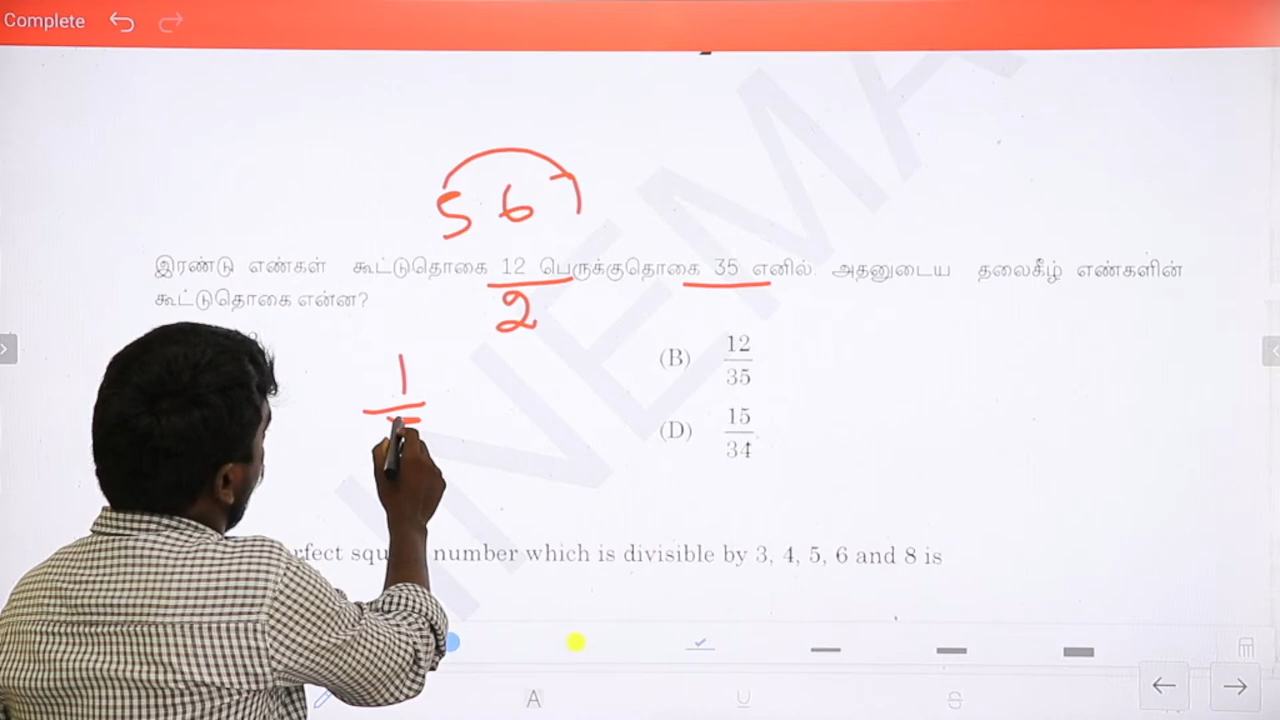 Complete
5 6 7
இரண்டு எண்கள் கூட்டுதொகை 12 பெருக்குதொகை 35 எனில். அதனுடைய தலைகீழ் எண்களின்
கூட்டுதொகை என்ன?
2
(B) 12/35
1
(D) 15/34
number which is divisible by 3, 4, 5, 6 and 8 is
A U S